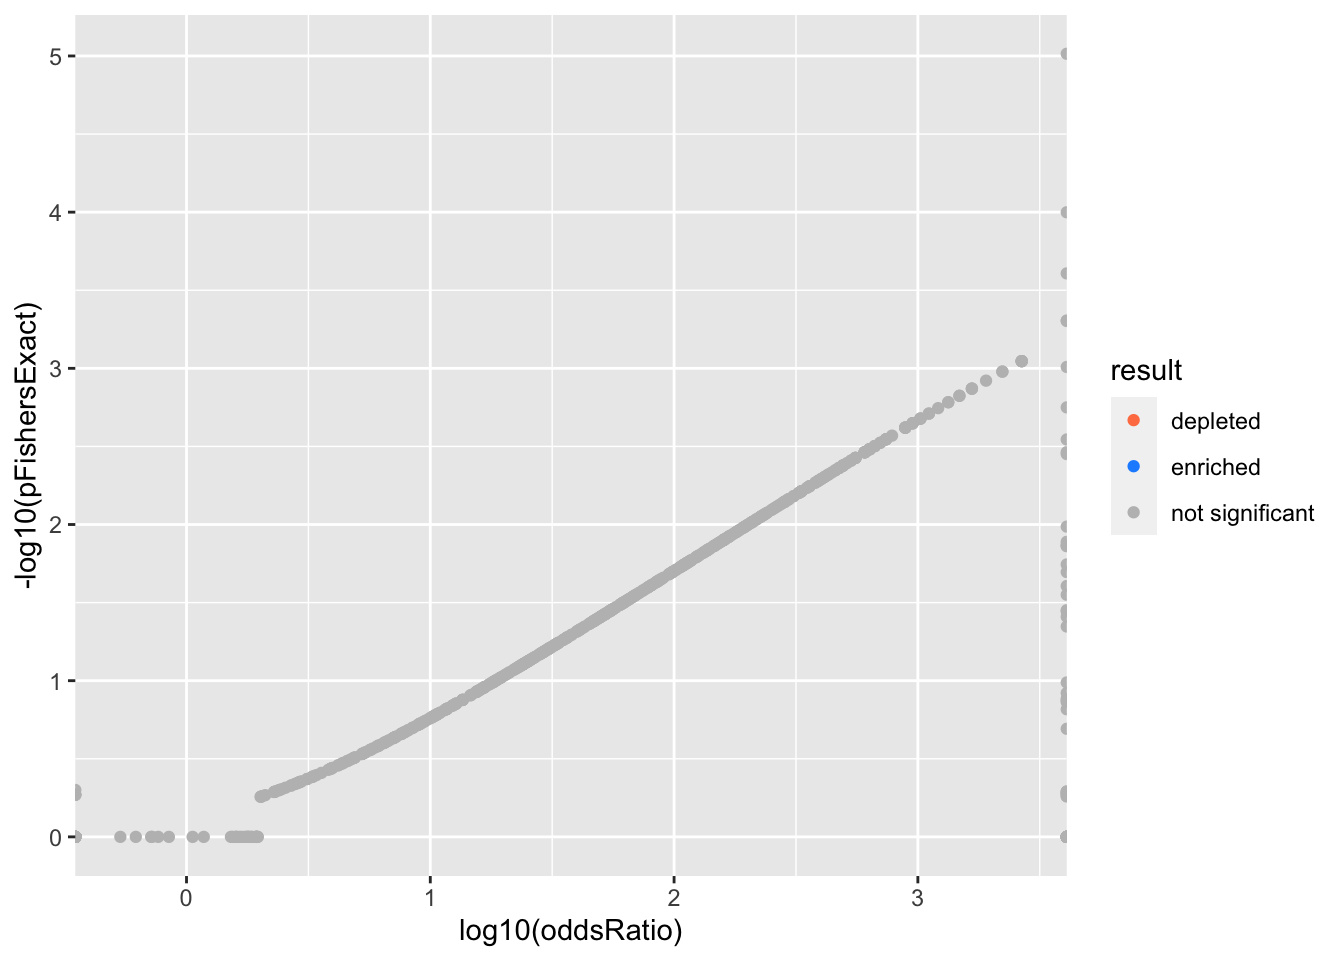 5
4
3
2
1
0
-log10(pFishersExact)
0 1 2 3
log10(oddsRatio)
result
depleted
enriched
not significant